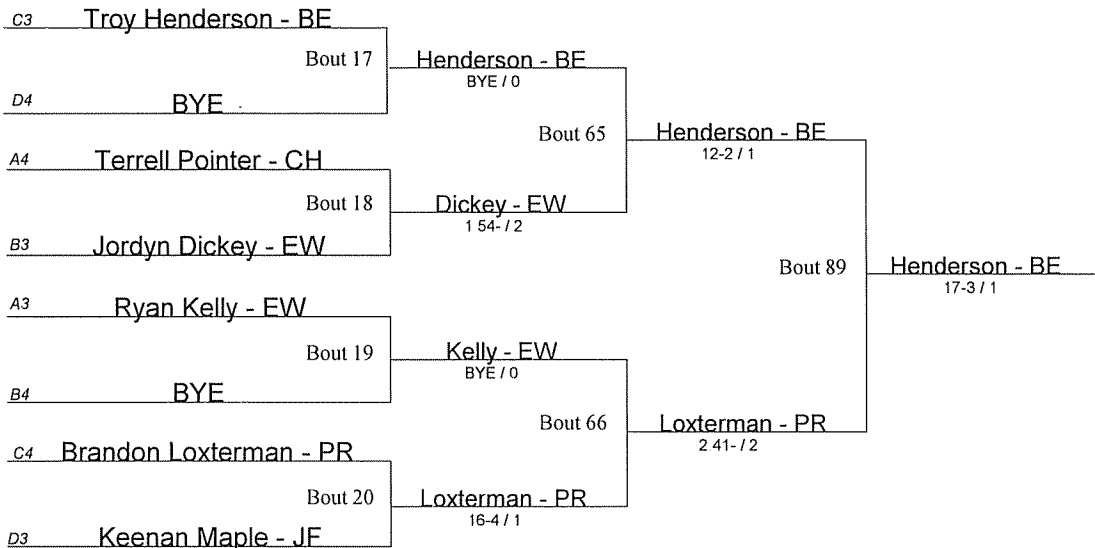 C3 Troy Henderson - BE
Bout 17
Henderson - BE
BYE / 0
D4 BYE
Bout 65
Henderson - BE
12-2 / 1
A4 Terrell Pointer - CH
Bout 18
Dickey - EW
1 54- / 2
B3 Jordyn Dickey - EW
Bout 89
Henderson - BE
17-3 / 1
A3 Ryan Kelly - EW
Bout 19
Kelly - EW
BYE / 0
B4 BYE
Bout 66
Loxterman - PR
2 41- / 2
C4 Brandon Loxterman - PR
Bout 20
Loxterman - PR
16-4 / 1
D3 Keenan Maple - JF